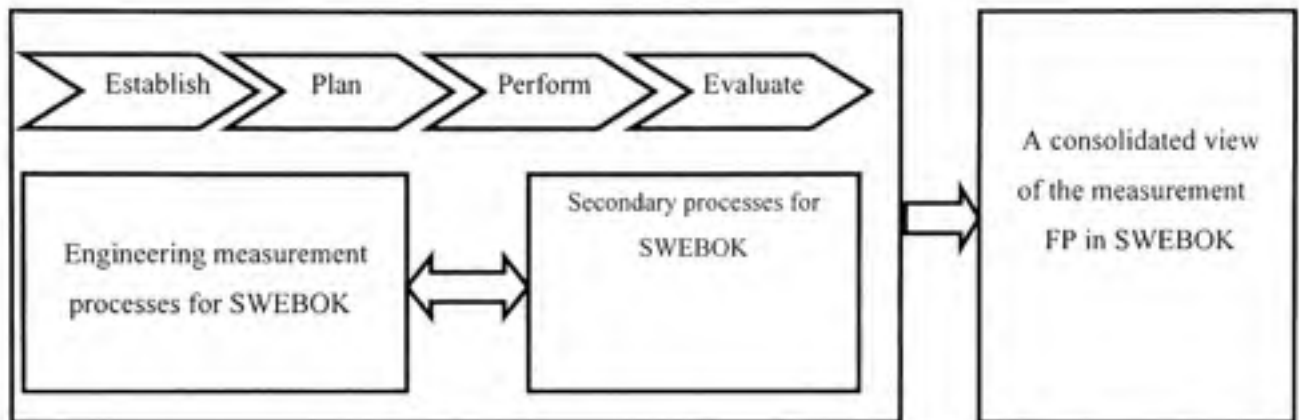 Establish
Plan
Perform
Evaluate
Engineering measurement
processes for SWEBOK
Secondary processes for
SWEBOK
A consolidated view
of the measurement
FP in SWEBOK